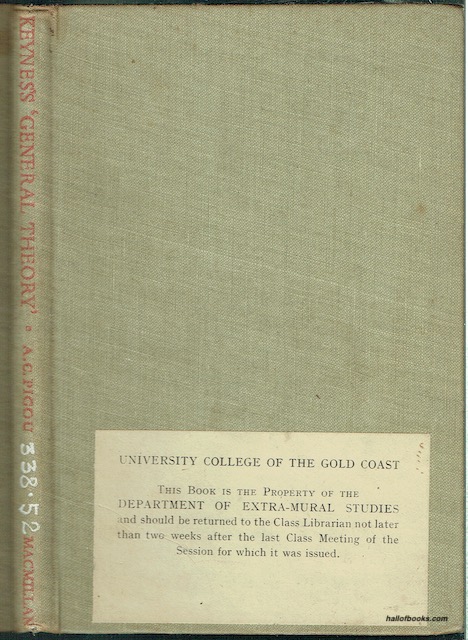 KEYNES'S 'GENERAL THEORY' • A.C. PIGOU 338·52 MACMILLAN
UNIVERSITY COLLEGE OF THE GOLD COAST
THIS BOOK IS THE PROPERTY OF THE
DEPARTMENT OF EXTRA-MURAL STUDIES
and should be returned to the Class Librarian not later
than two weeks after the last Class Meeting of the
Session for which it was issued.
hallofbooks.com